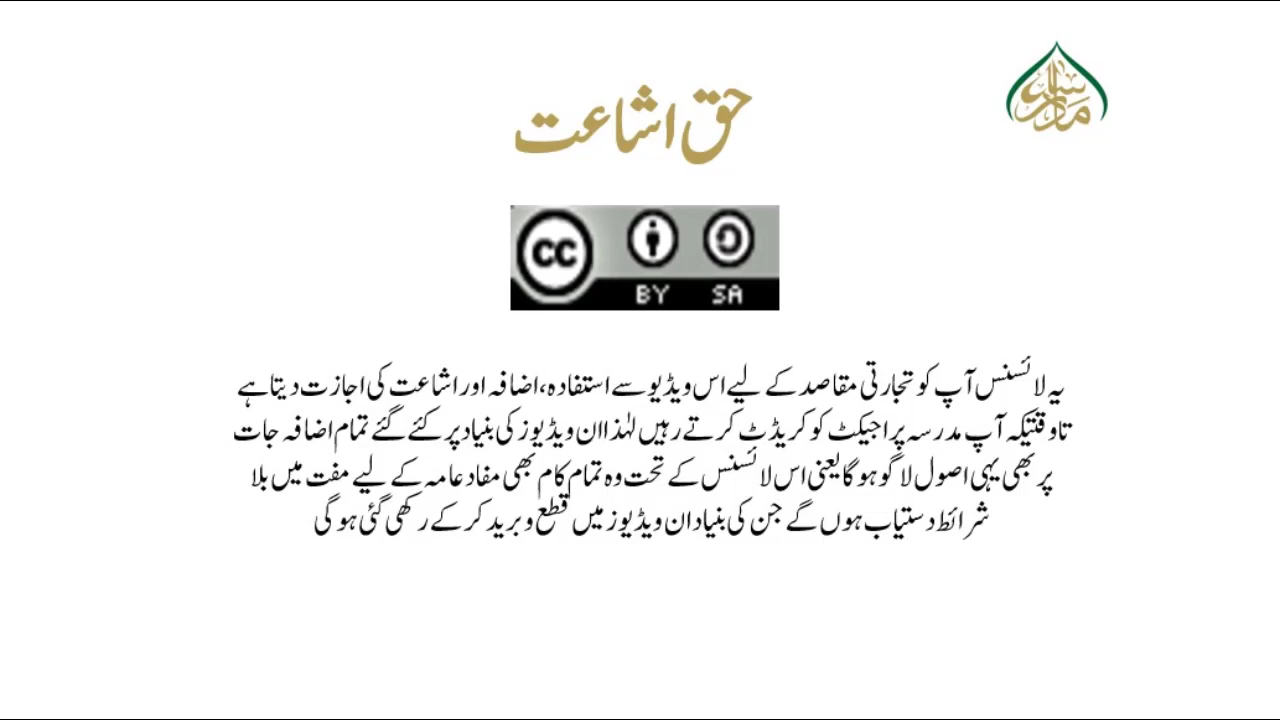 حق اشاعت
مدرسہ
cc
BY SA
یہ لائسنس آپ کو تجارتی مقاصد کے لیے اس ویڈیو سے استفادہ، اضافہ اور اشاعت کی اجازت دیتا ہے
تاوقتیکہ آپ مدرسہ پراجیکٹ کو کریڈٹ کرتے رہیں لہٰذا ان ویڈیوز کی بنیاد پر کئے گئے تمام اضافہ جات
پر بھی یہی اصول لاگو ہوگا یعنی اس لائسنس کے تحت وہ تمام کام بھی مفاد عامہ کے لیے مفت میں بلا
شرائط دستیاب ہوں گے جن کی بنیاد ان ویڈیوز میں قطع و برید کر کے رکھی گئی ہوگی